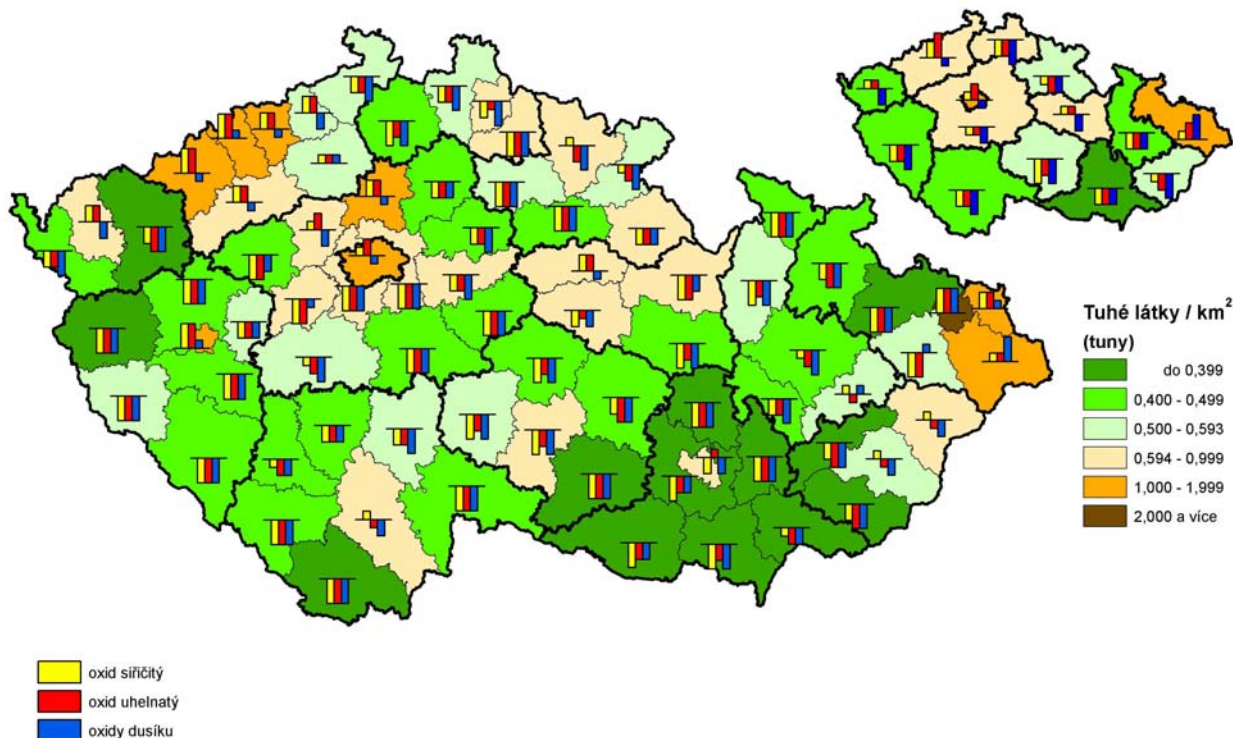 Tuhé látky / km²
(tuny)
do 0,399
0,400 - 0,499
0,500 - 0,593
0,594 - 0,999
1,000 - 1,999
2,000 a více
oxid siřičitý
oxid uhelnatý
oxidy dusíku